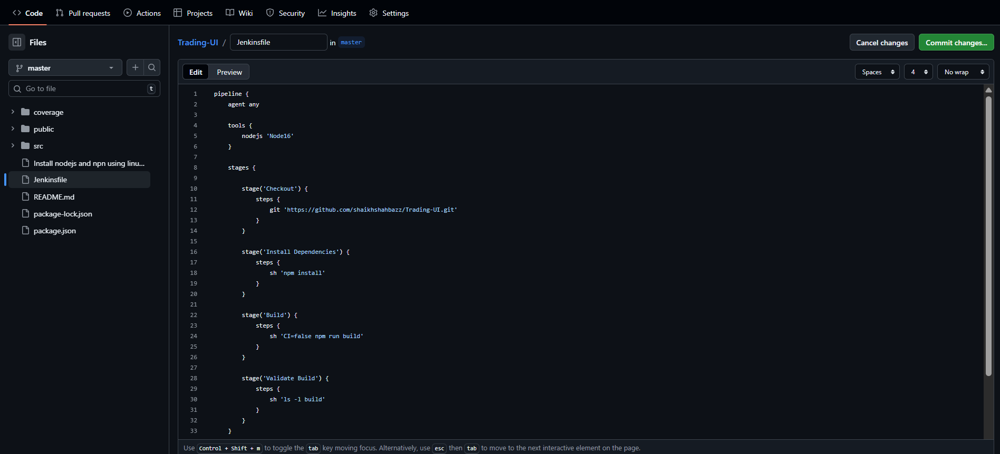 Code Pull requests Actions Projects Wiki Security Insights Settings
Files
master
Go to file t
coverage
public
src
Install nodejs and npn using linu...
Jenkinsfile
README.md
package-lock.json
package.json
Trading-UI / Jenkinsfile in master
Cancel changes Commit changes...
Edit Preview Spaces 4 No wrap
1 pipeline {
2 agent any
3
4 tools {
5 nodejs 'Node16'
6 }
7
8 stages {
9
10 stage('Checkout') {
11 steps {
12 git 'https://github.com/shaikhshahbazz/Trading-UI.git'
13 }
14 }
15
16 stage('Install Dependencies') {
17 steps {
18 sh 'npm install'
19 }
20 }
21
22 stage('Build') {
23 steps {
24 sh 'CI=false npm run build'
25 }
26 }
27
28 stage('Validate Build') {
29 steps {
30 sh 'ls -l build'
31 }
32 }
33 }
Use Control + Shift + m to toggle the tab key moving focus. Alternatively, use esc then tab to move to the next interactive element on the page.